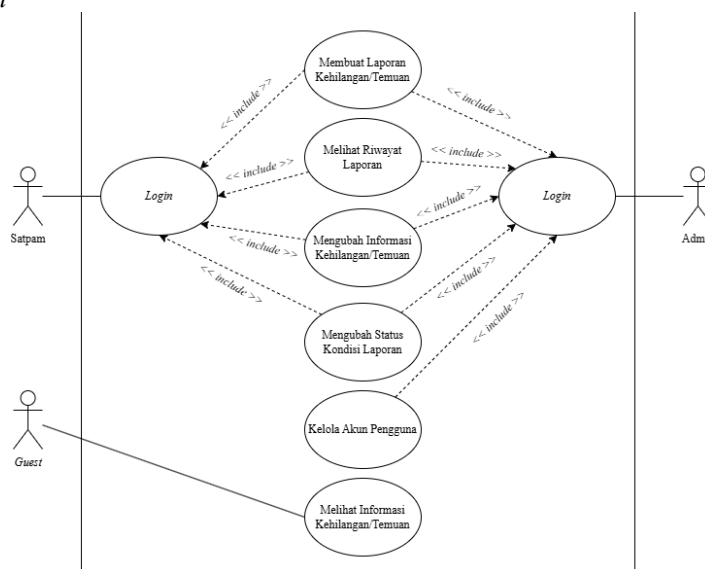 Membuat Laporan
Kehilangan/Temuan
<< include >>
<< include >>
Melihat Riwayat
Laporan
<< include >>
<< include >>
Login
Login
Satpam
Adm
<< include >>
Mengubah Informasi
Kehilangan/Temuan
<< include >>
<< include >>
<< include >>
<< include >>
Mengubah Status
Kondisi Laporan
Kelola Akun Pengguna
Guest
Melihat Informasi
Kehilangan/Temuan